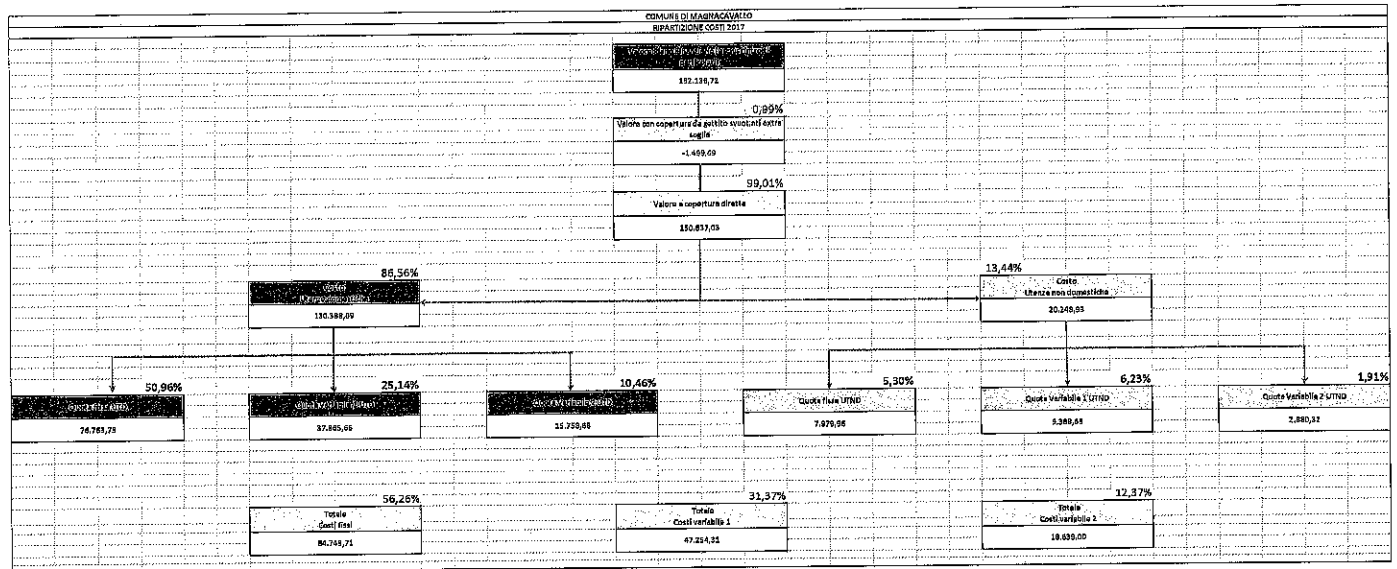 COMUNE DI MAGNACAVALLO
RIPARTIZIONE COSTI 2017
152.136,72
0,99%
Valore con copertura da gettito svuotamenti extra
soglia
-1.499,69
99,01%
Valore a copertura diretta
150.637,03
86,56%
Costo
130.388,09
13,44%
Costo
Utenze non domestiche
20.248,93
50,96%
76.763,75
25,14%
37.865,66
10,46%
15.758,68
5,30%
Quota fissa UTND
7.979,96
6,23%
Quota Variabile 1 UTND
9.388,65
1,91%
Quota Variabile 2 UTND
2.880,32
56,26%
Totale
Costi fissi
84.743,71
31,37%
Totale
Costi variabile 1
47.254,31
12,37%
Totale
Costi variabile 2
18.639,00